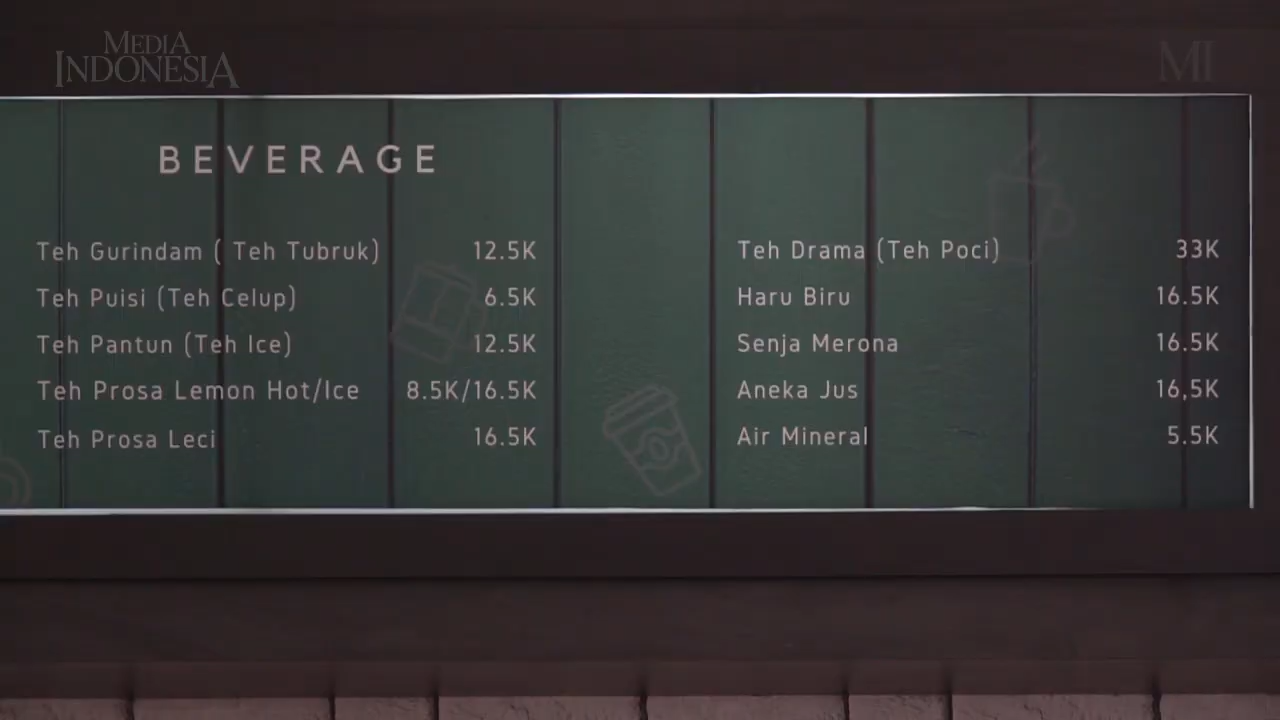 MEDIA
INDONESIA
MI
BEVERAGE
Teh Gurindam ( Teh Tubruk) 12.5K
Teh Puisi (Teh Celup) 6.5K
Teh Pantun (Teh Ice) 12.5K
Teh Prosa Lemon Hot/Ice 8.5K/16.5K
Teh Prosa Leci 16.5K
Teh Drama (Teh Poci) 33K
Haru Biru 16.5K
Senja Merona 16.5K
Aneka Jus 16,5K
Air Mineral 5.5K